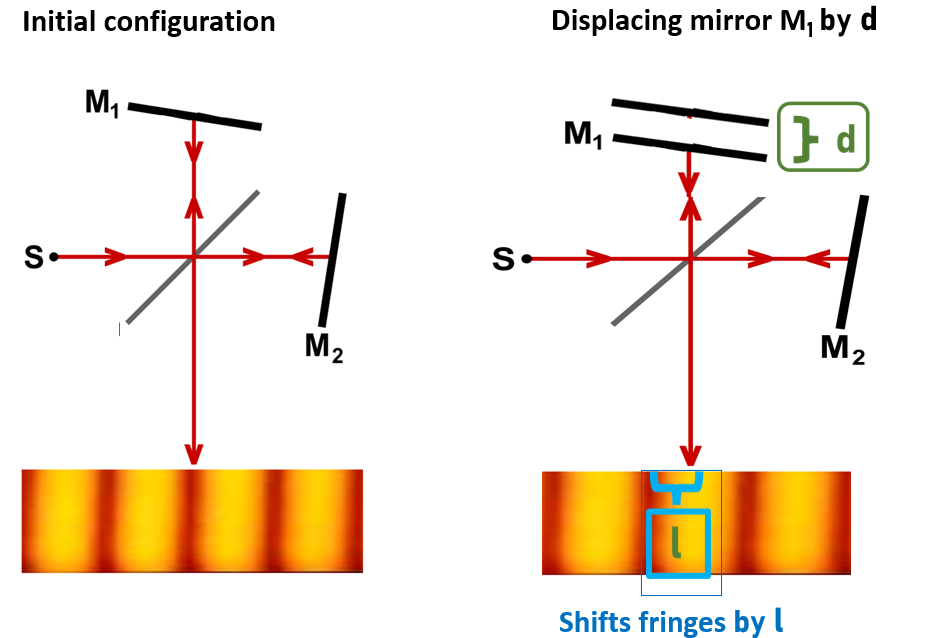 Initial configuration
Displacing mirror M₁ by d
M₁
S
M₂
M₁
} d
S
M₂
l
Shifts fringes by l